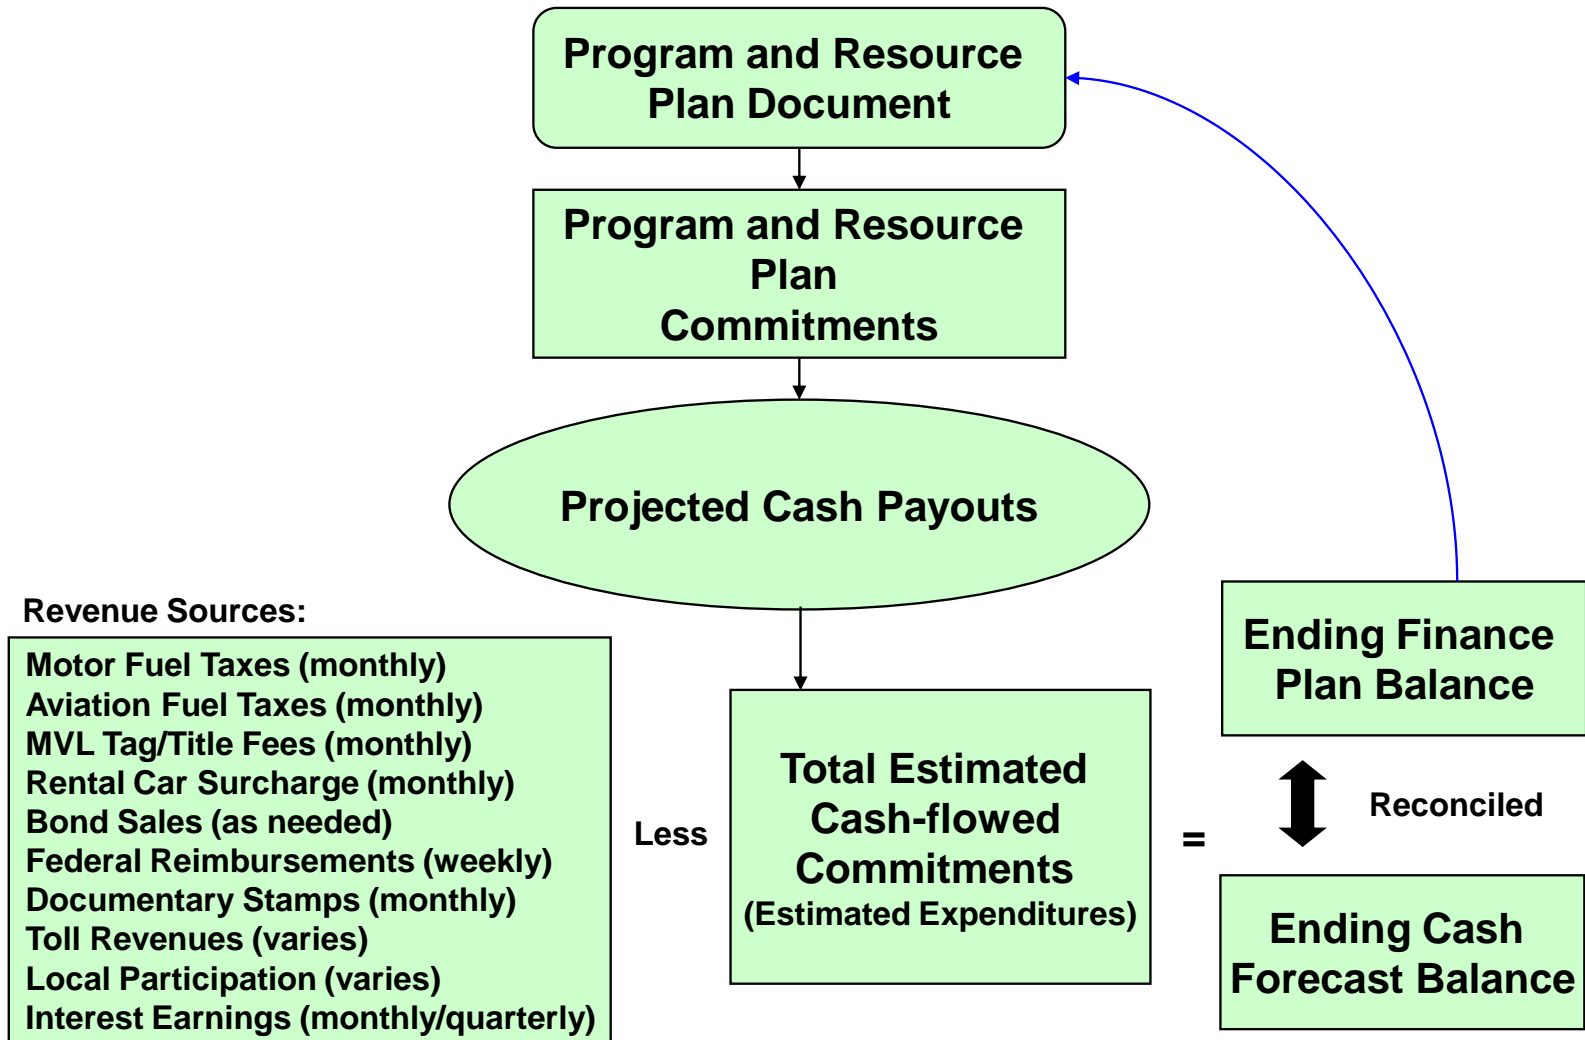 Program and Resource
Plan Document
Program and Resource
Plan
Commitments
Projected Cash Payouts
Revenue Sources:
Motor Fuel Taxes (monthly)
Aviation Fuel Taxes (monthly)
MVL Tag/Title Fees (monthly)
Rental Car Surcharge (monthly)
Bond Sales (as needed)
Federal Reimbursements (weekly)
Documentary Stamps (monthly)
Toll Revenues (varies)
Local Participation (varies)
Interest Earnings (monthly/quarterly)
Less
Total Estimated
Cash-flowed
Commitments
(Estimated Expenditures)
=
Ending Finance
Plan Balance
Reconciled
Ending Cash
Forecast Balance